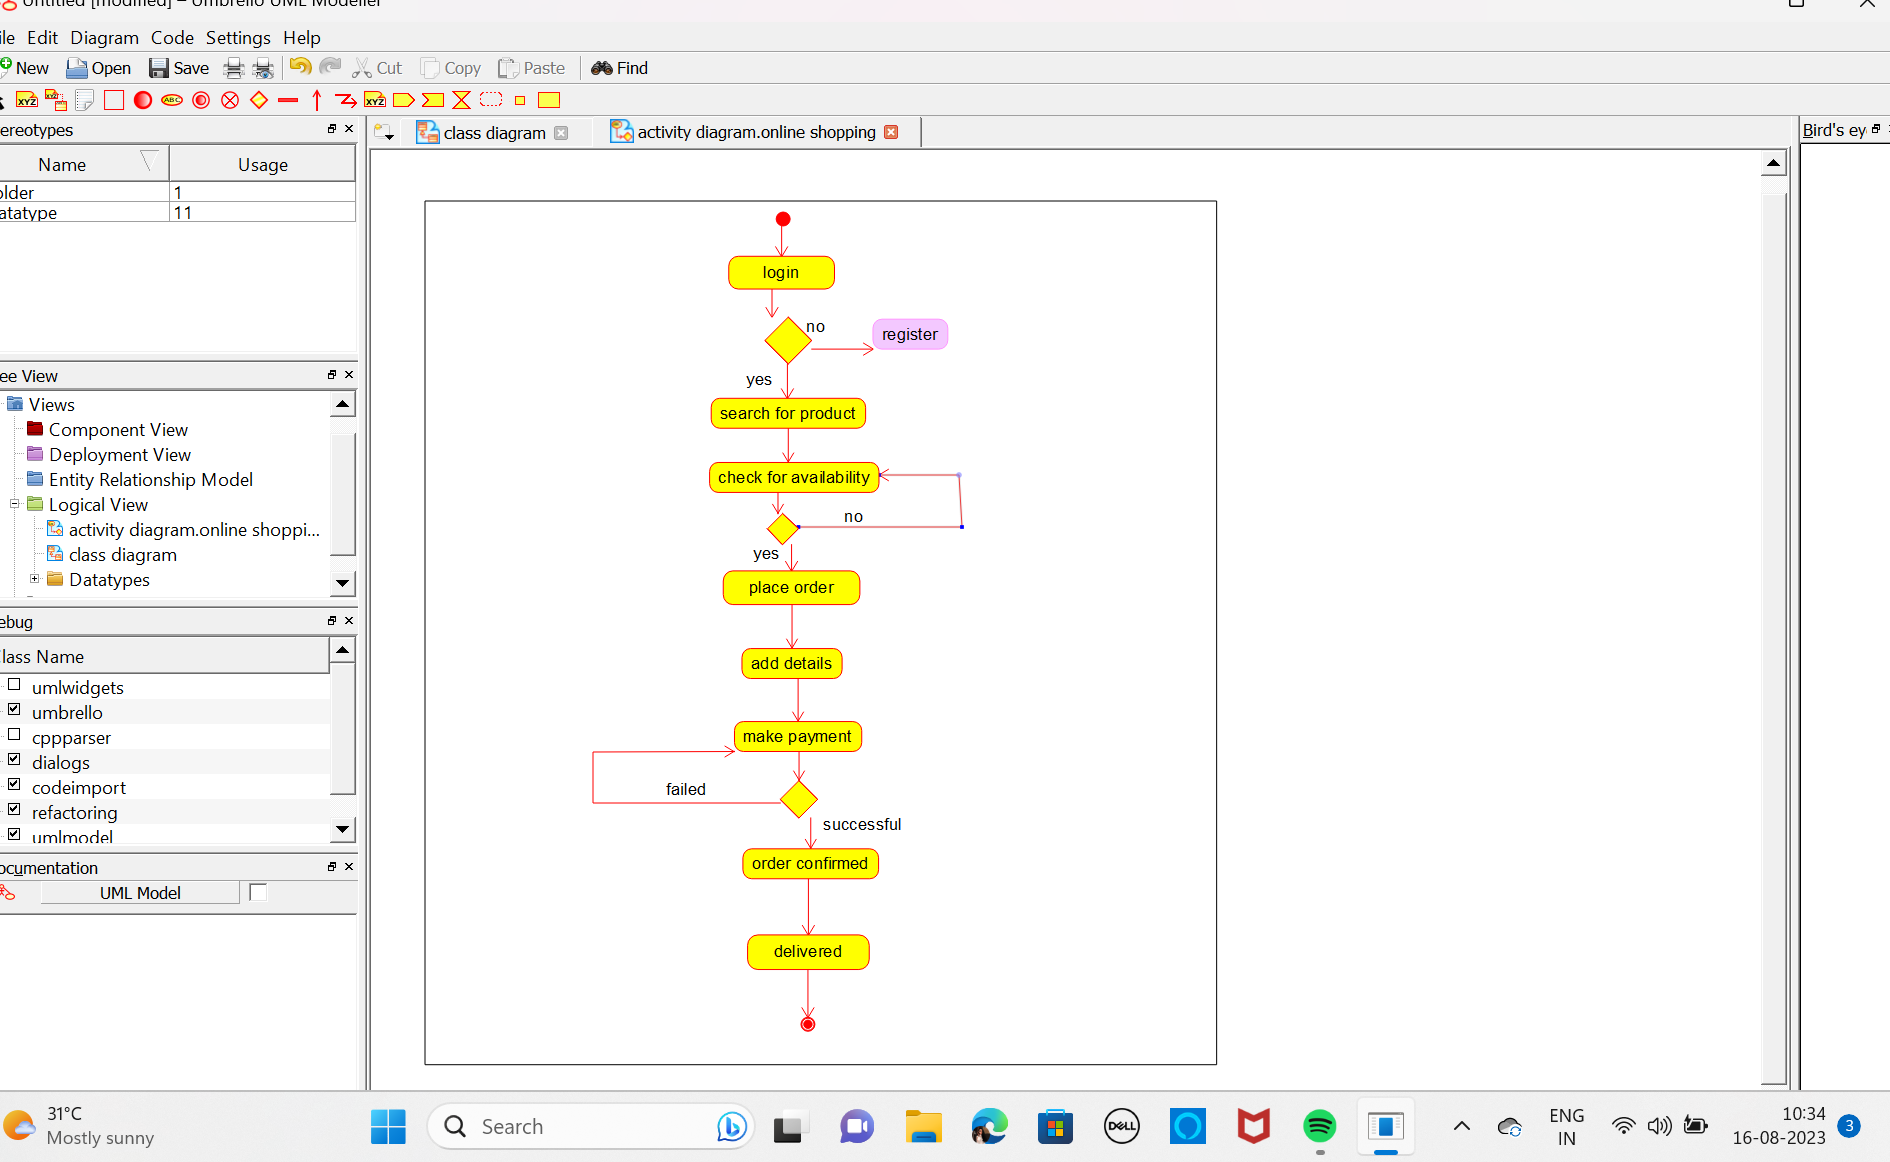 Untitled [modified] – Umbrello UML Modeller
ile Edit Diagram Code Settings Help
New Open Save Cut Copy Paste Find
XYZ XYZ ABC XYZ
ereotypes
class diagram activity diagram.online shopping
Bird's ey
Name Usage
older 1
atatype 11
ee View
Views
Component View
Deployment View
Entity Relationship Model
Logical View
activity diagram.online shoppi...
class diagram
Datatypes
ebug
lass Name
umlwidgets
umbrello
cppparser
dialogs
codeimport
refactoring
umlmodel
ocumentation
UML Model
login
no
register
yes
search for product
check for availability
no
yes
place order
add details
make payment
failed
successful
order confirmed
delivered
31°C
Mostly sunny
Search
DELL
ENG
IN
10:34
16-08-2023
3